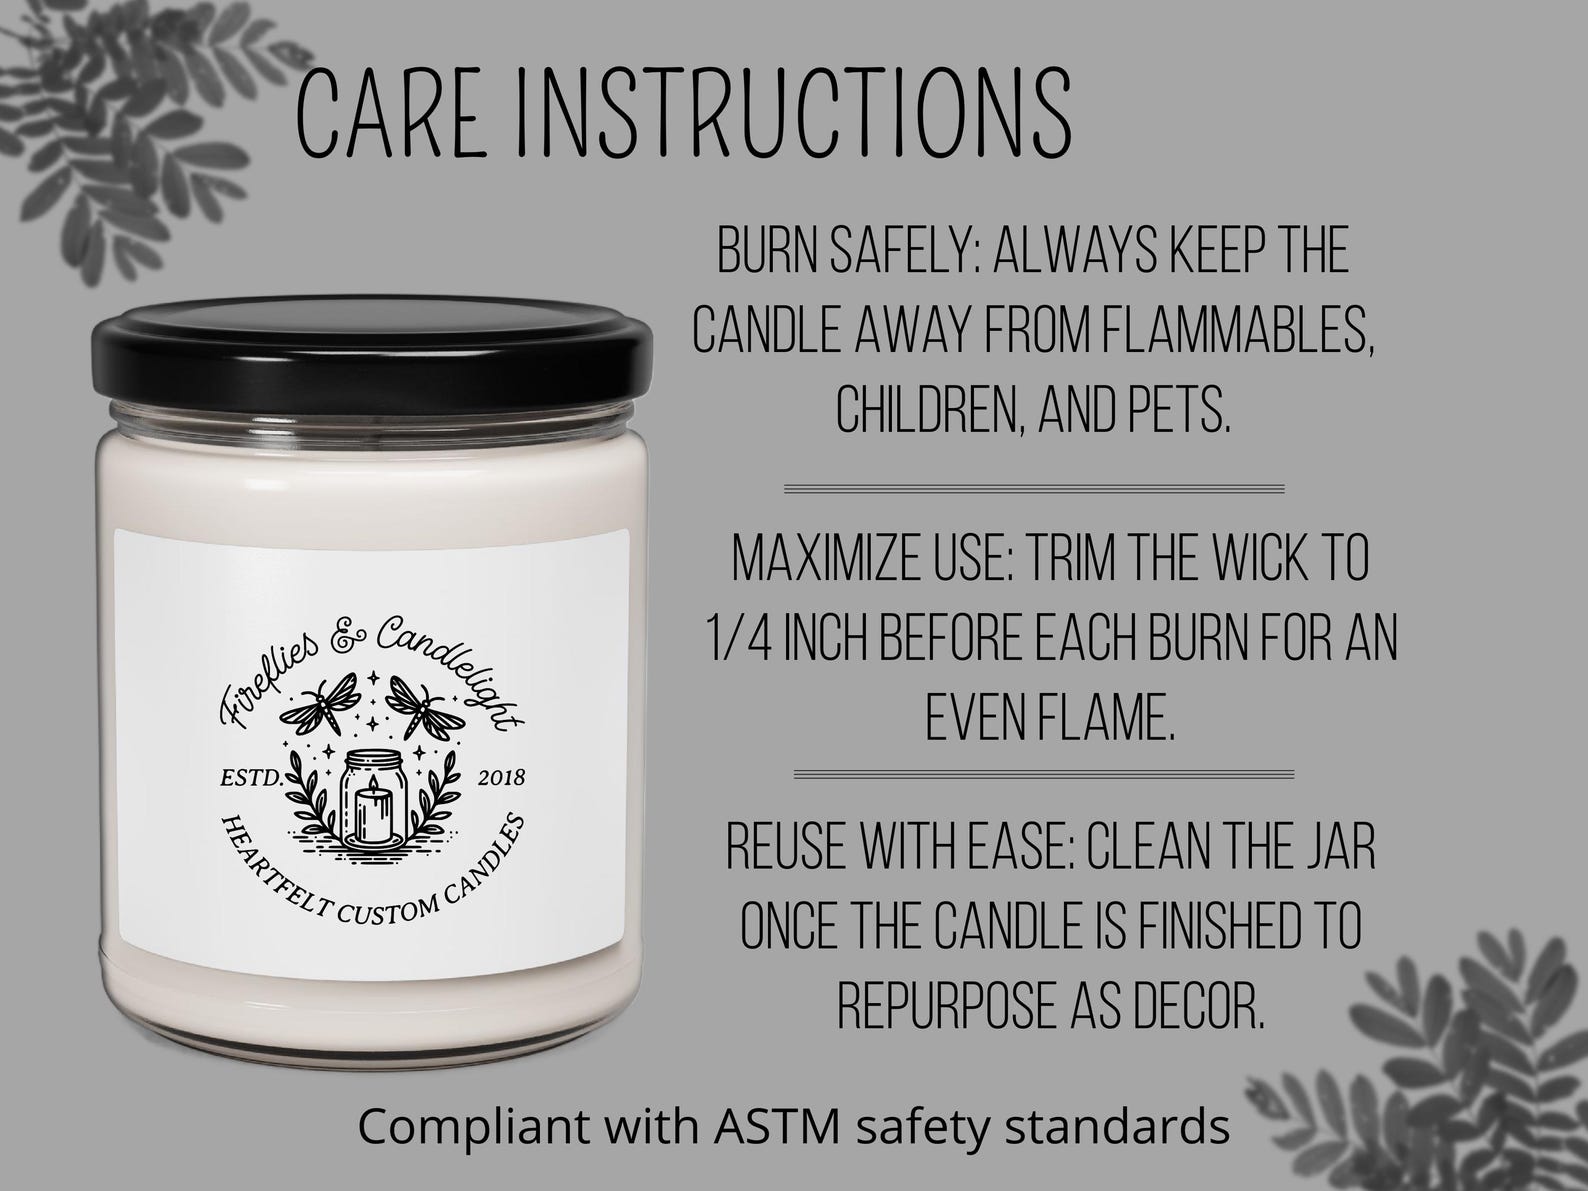 CARE INSTRUCTIONS
BURN SAFELY: ALWAYS KEEP THE
CANDLE AWAY FROM FLAMMABLES,
CHILDREN, AND PETS.
MAXIMIZE USE: TRIM THE WICK TO
1/4 INCH BEFORE EACH BURN FOR AN
EVEN FLAME.
REUSE WITH EASE: CLEAN THE JAR
ONCE THE CANDLE IS FINISHED TO
REPURPOSE AS DECOR.
Fireflies & Candlelight
ESTD. 2018
HEARTFELT CUSTOM CANDLES
Compliant with ASTM safety standards